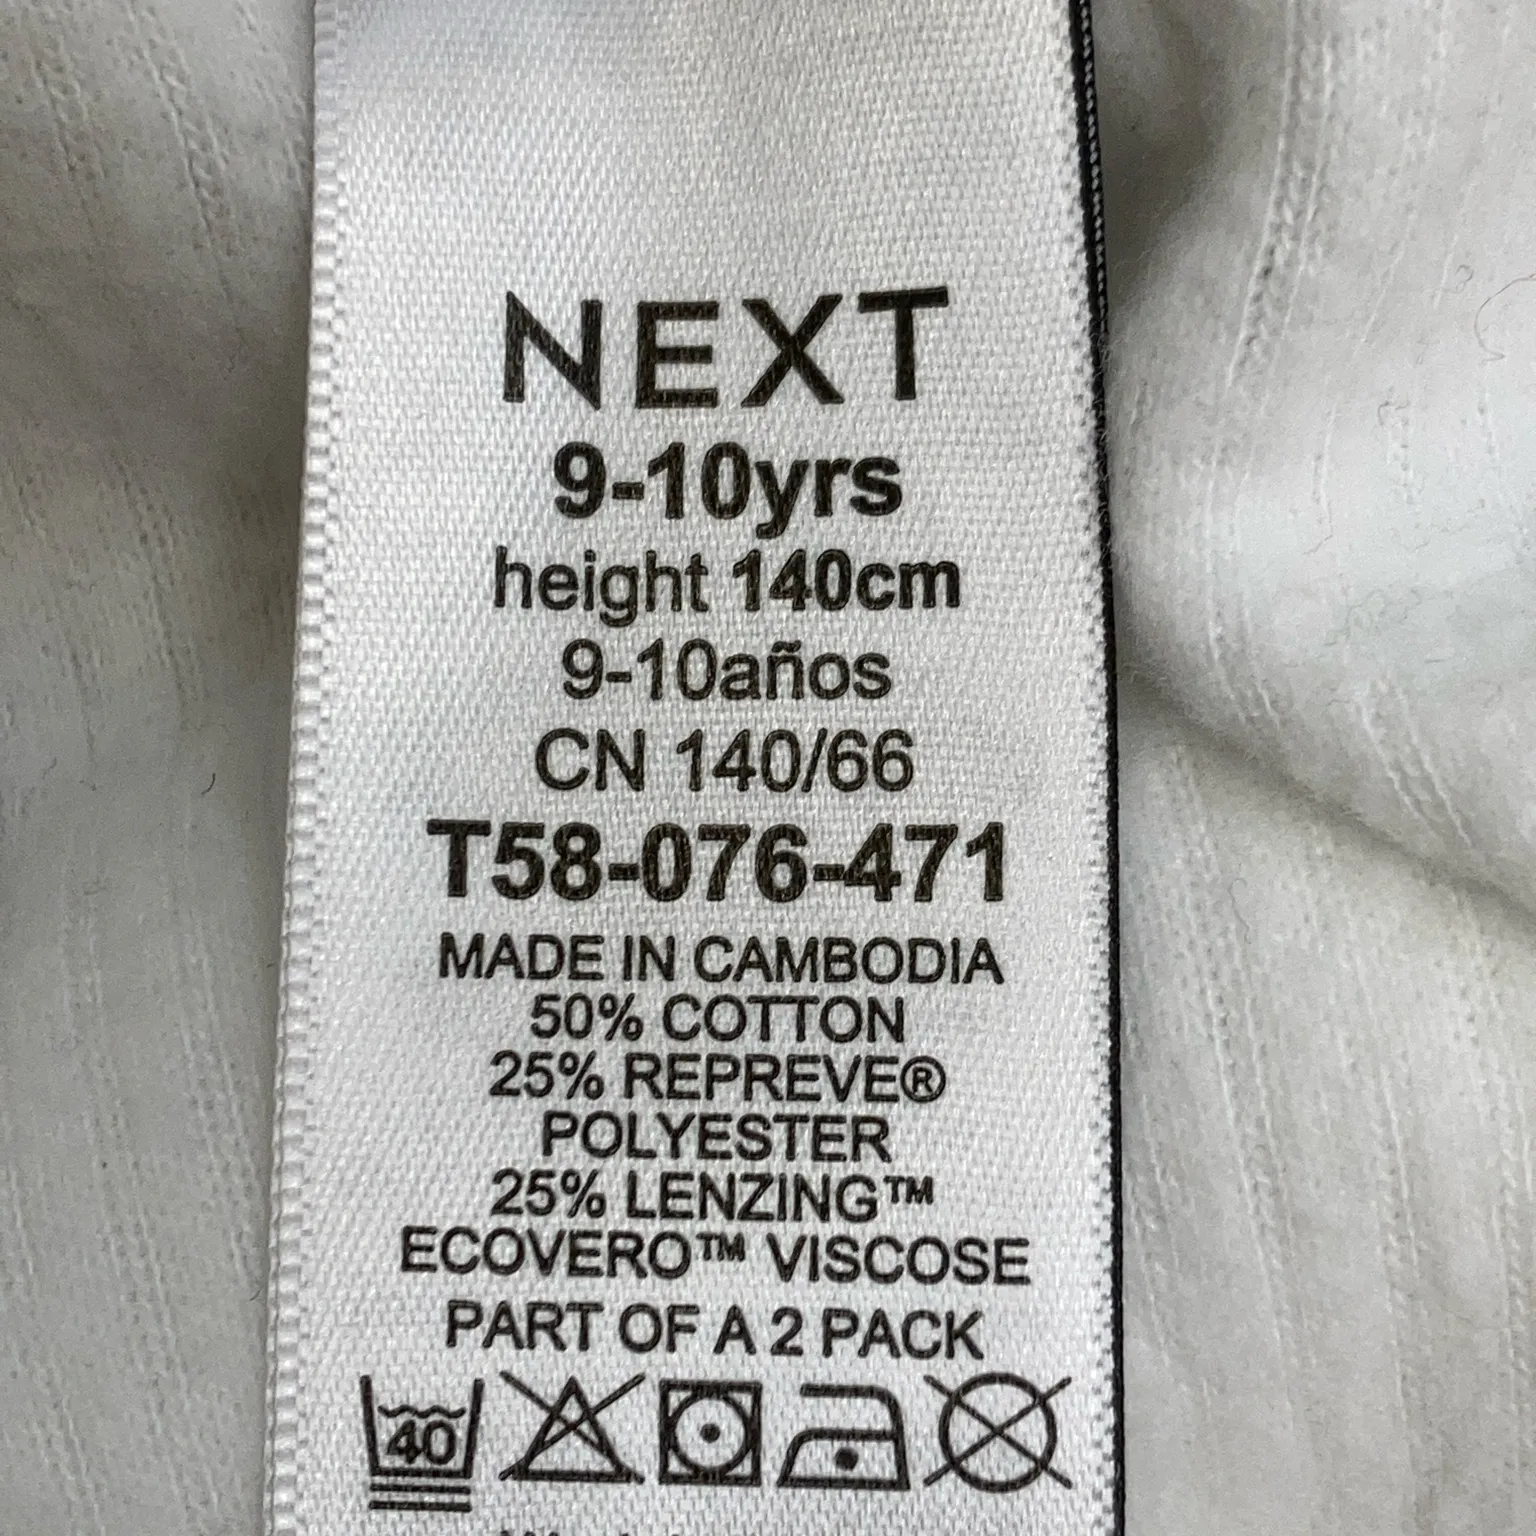 NEXT
9-10yrs
height 140cm
9-10años
CN 140/66
T58-076-471
MADE IN CAMBODIA
50% COTTON
25% REPREVE®
POLYESTER
25% LENZING™
ECOVERO™ VISCOSE
PART OF A 2 PACK
40